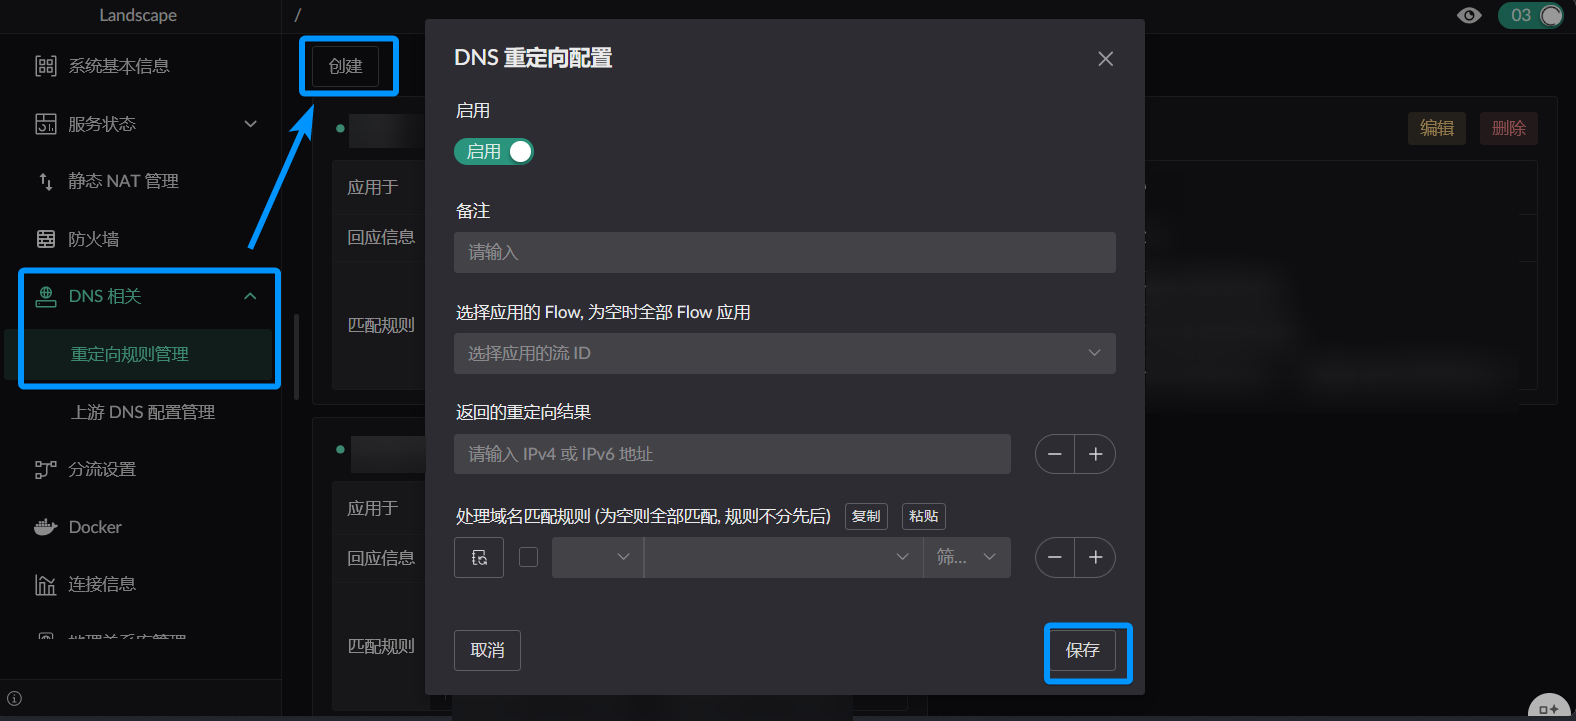 Landscape
/
03
系统基本信息
服务状态
静态 NAT 管理
防火墙
DNS 相关
重定向规则管理
上游 DNS 配置管理
分流设置
Docker
连接信息
创建
应用于
回应信息
匹配规则
应用于
回应信息
匹配规则
编辑
删除
DNS 重定向配置
启用
启用
备注
请输入
选择应用的 Flow, 为空时全部 Flow 应用
选择应用的流 ID
返回的重定向结果
请输入 IPv4 或 IPv6 地址
处理域名匹配规则 (为空则全部匹配, 规则不分先后)
复制
粘贴
筛...
取消
保存